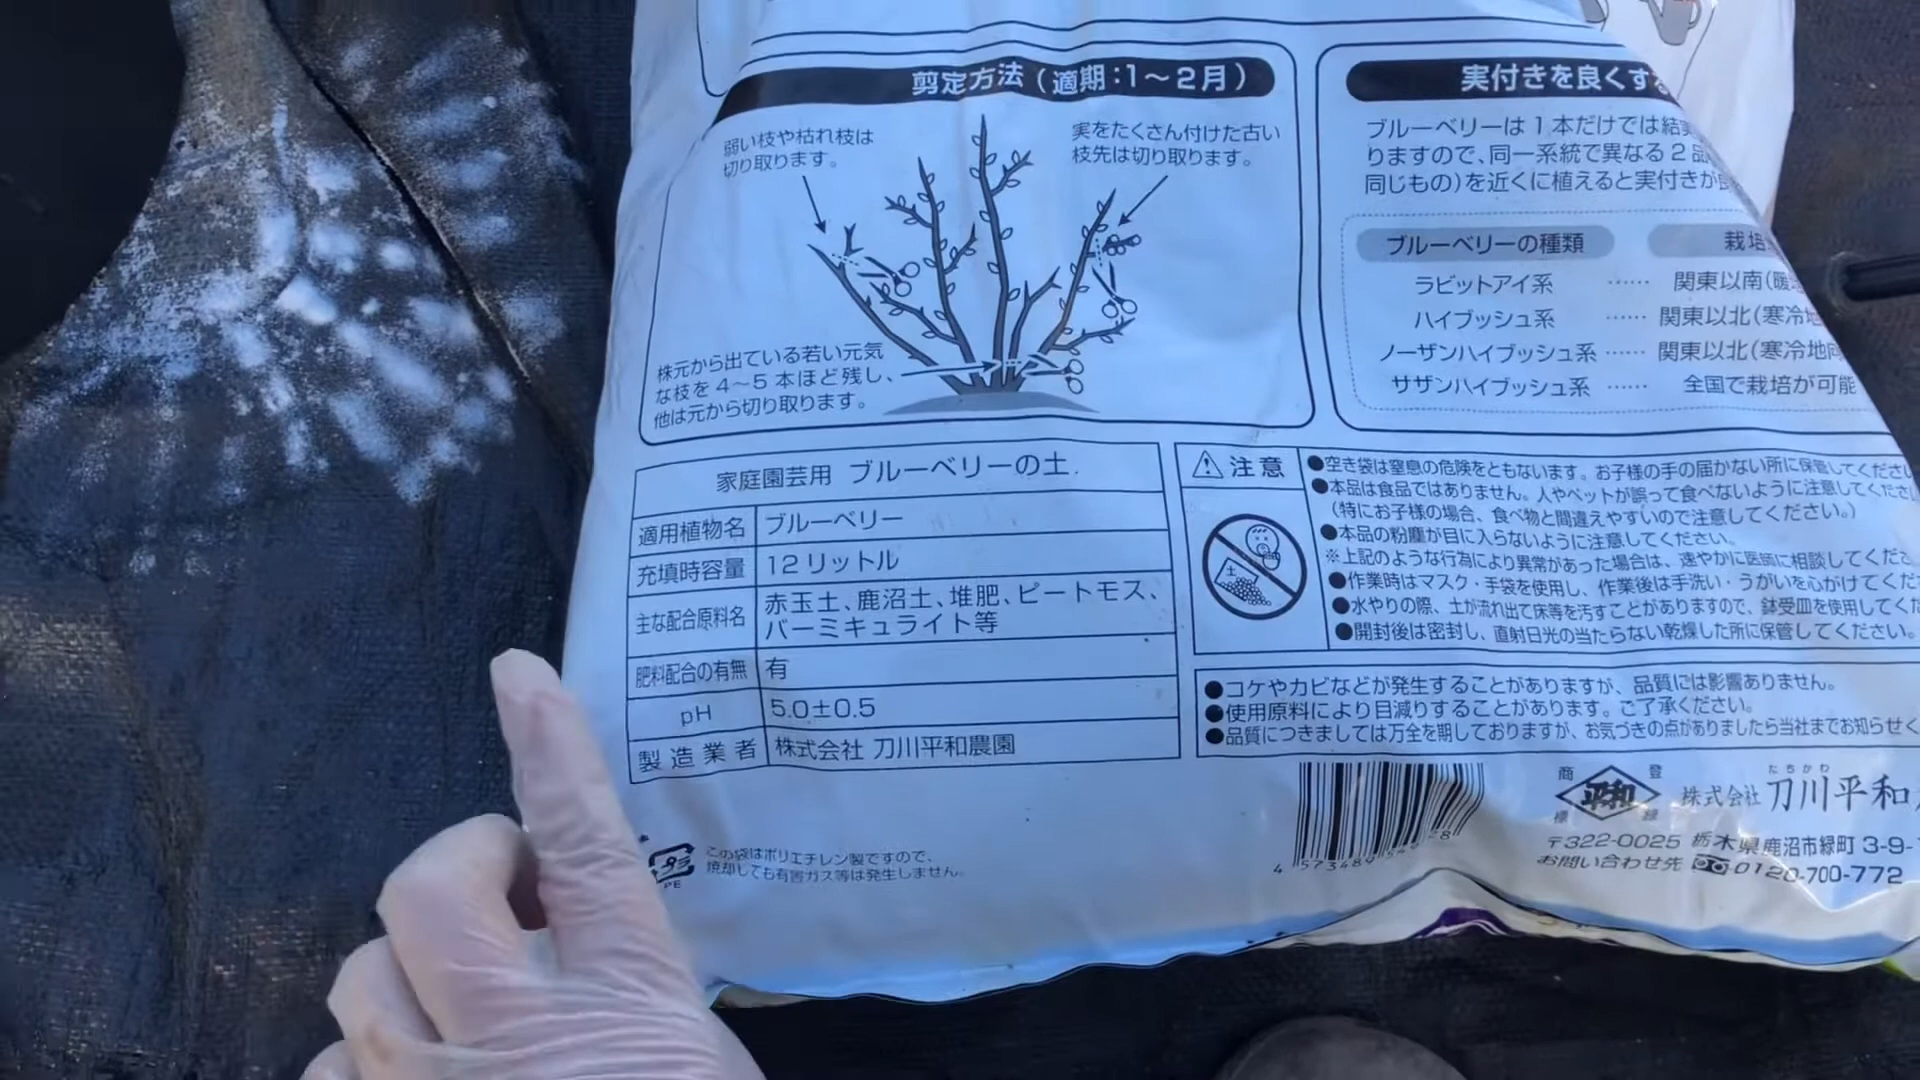 剪定方法(適期:1〜2月)
弱い枝や枯れ枝は
切り取ります。
実をたくさん付けた古い
枝先は切り取ります。
株元から出ている若い元気
な枝を4〜5本ほど残し、
他は元から切り取ります。
実付きを良くす
ブルーベリーは1本だけでは結
りますので、同一系統で異なる2品
同じもの)を近くに植えると実付きが
ブルーベリーの種類
栽培
ラビットアイ系 …… 関東以南(暖
ハイブッシュ系 …… 関東以北(寒冷地
ノーザンハイブッシュ系 …… 関東以北(寒冷地向
サザンハイブッシュ系 …… 全国で栽培が可能
家庭園芸用 ブルーベリーの土
適用植物名 ブルーベリー
充填時容量 12リットル
主な配合原料名 赤玉土、鹿沼土、堆肥、ピートモス、
バーミキュライト等
肥料配合の有無 有
pH 5.0±0.5
製造業者 株式会社 刀川平和農園
注意
●空き袋は窒息の危険をともないます。お子様の手の届かない所に保管してくださ
●本品は食品ではありません。人やペットが誤って食べないように注意してくださ
(特にお子様の場合、食べ物と間違えやすいので注意してください。)
●本品の粉塵が目に入らないように注意してください。
※上記のような行為により異常があった場合は、速やかに医師に相談してくださ
●作業時はマスク・手袋を使用し、作業後は手洗い・うがいを心がけてくだ
●水やりの際、土が流れ出て床等を汚すことがありますので、鉢受皿を使用してく
●開封後は密封し、直射日光の当たらない乾燥した所に保管してください。
土
●コケやカビなどが発生することがありますが、品質には影響ありません。
●使用原料により目減りすることがあります。ご了承ください。
●品質につきましては万全を期しておりますが、お気づきの点がありましたら当社までお知らせく
プラ
PE
この袋はポリエチレン製ですので、
焼却しても有害ガス等は発生しません。
商標登録
平和
たちかわ
株式会社 刀川平和
〒322-0025 栃木県鹿沼市緑町3-9-
お問い合わせ先 0120-700-772